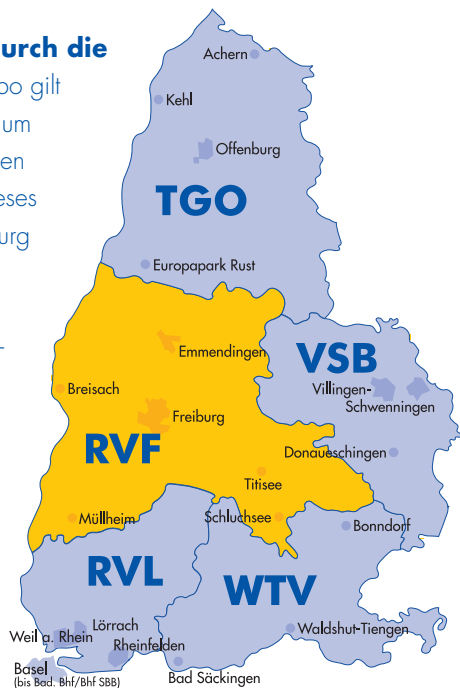 urch die
bo gilt
um
en
eses
urg
Achern
Kehl
Offenburg
TGO
Europapark Rust
Emmendingen
VSB
Villingen-
Schwenningen
Breisach
Freiburg
RVF
Donaueschingen
Titisee
Müllheim
Schluchsee
Bonndorf
RVL
WTV
Lörrach
Weil a. Rhein
Waldshut-Tiengen
Rheinfelden
Basel
(bis Bad. Bhf/Bhf SBB)
Bad Säckingen